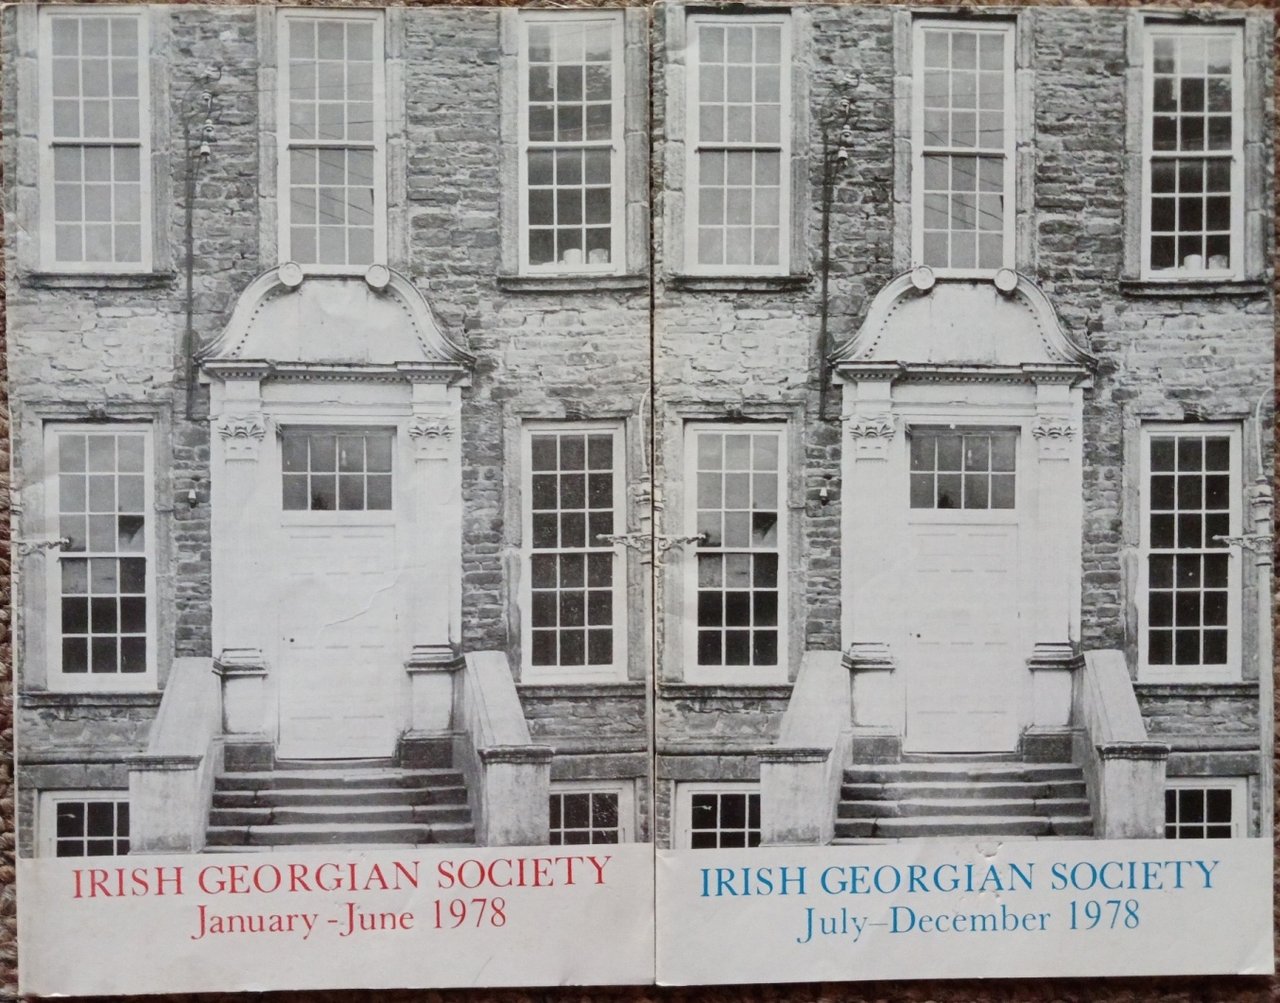 IRISH GEORGIAN SOCIETY
January-June 1978
IRISH GEORGIAN SOCIETY
July–December 1978